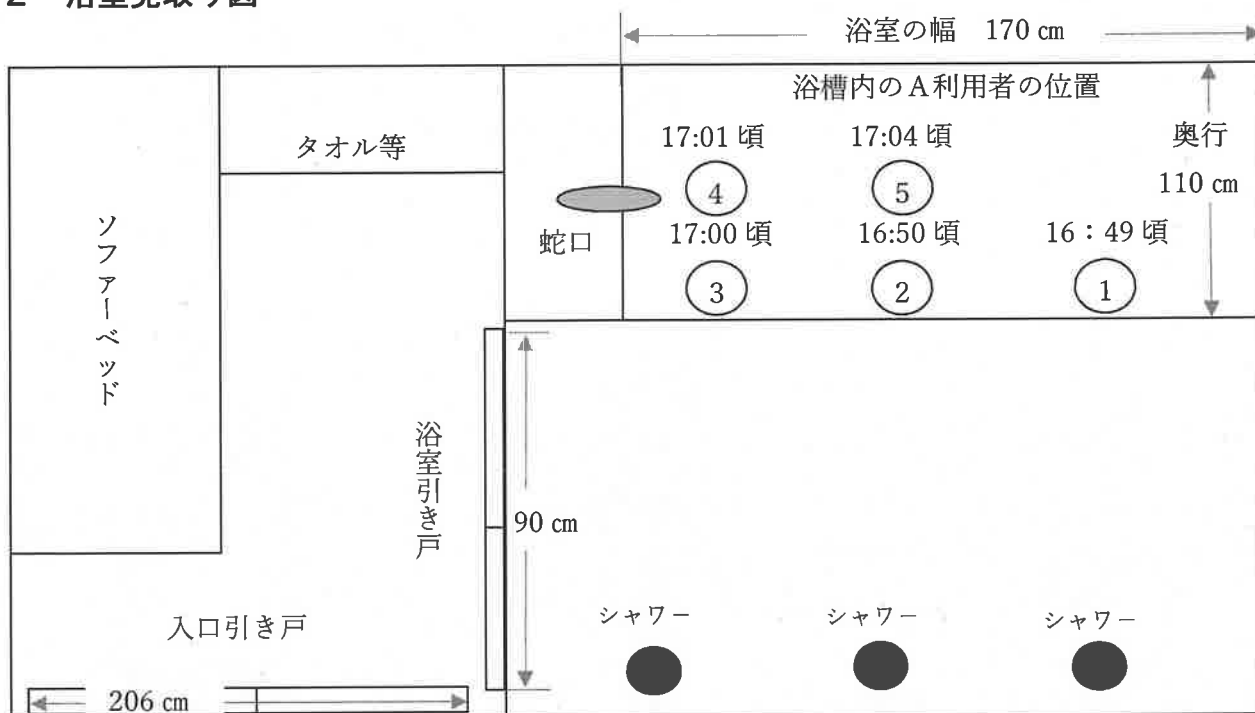 2 浴室見取り図
浴室の幅 170 cm
浴槽内のA利用者の位置
奥行
110 cm
17:01 頃
17:04 頃
4
5
17:00 頃
16:50 頃
16：49 頃
3
2
1
蛇口
タオル等
ソファーベッド
浴室引き戸
90 cm
入口引き戸
206 cm
シャワー
シャワー
シャワー